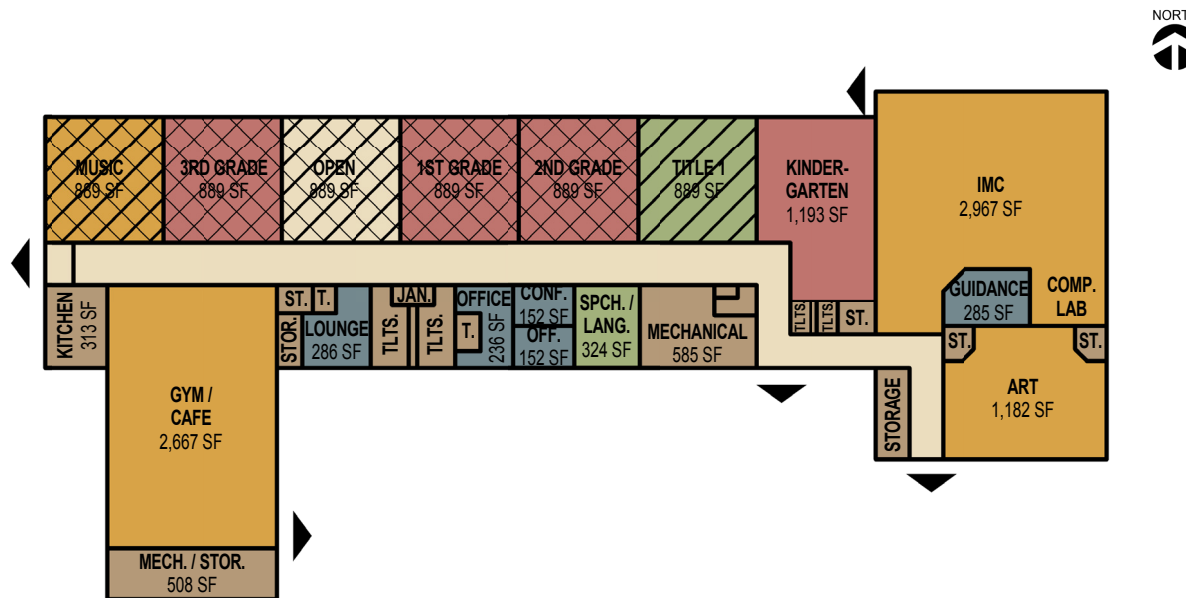 NORT
MUSIC
889 SF
3RD GRADE
889 SF
OPEN
889 SF
1ST GRADE
889 SF
2ND GRADE
889 SF
TITLE 1
889 SF
KINDER-
GARTEN
1,193 SF
IMC
2,967 SF
KITCHEN
313 SF
ST.
T.
STOR.
LOUNGE
286 SF
JAN.
TLTS.
TLTS.
OFFICE
236 SF
T.
CONF.
152 SF
OFF.
152 SF
SPCH. /
LANG.
324 SF
MECHANICAL
585 SF
TLTS.
TLTS.
ST.
GUIDANCE
285 SF
COMP.
LAB
ST.
ST.
ART
1,182 SF
STORAGE
GYM /
CAFE
2,667 SF
MECH. / STOR.
508 SF